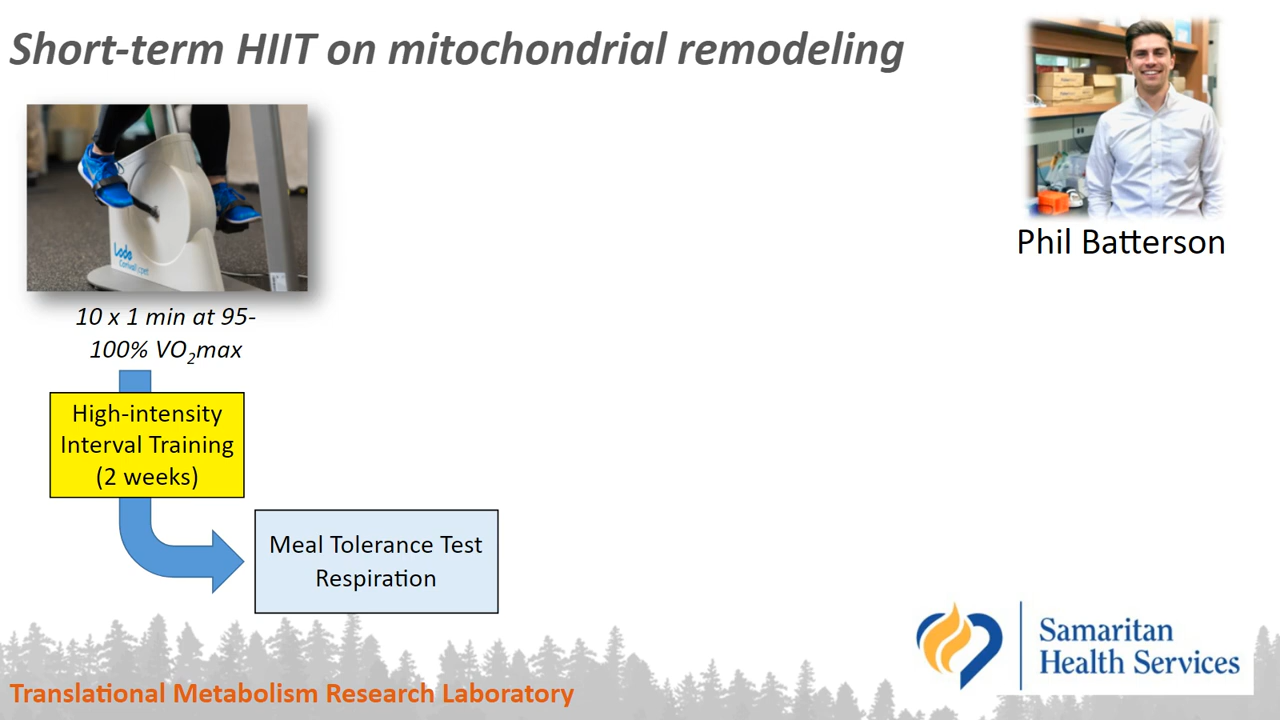 Short-term HIIT on mitochondrial remodeling
Lode
Phil Batterson
10 x 1 min at 95-
100% VO2max
High-intensity
Interval Training
(2 weeks)
Meal Tolerance Test
Respiration
Samaritan
Health Services
Translational Metabolism Research Laboratory